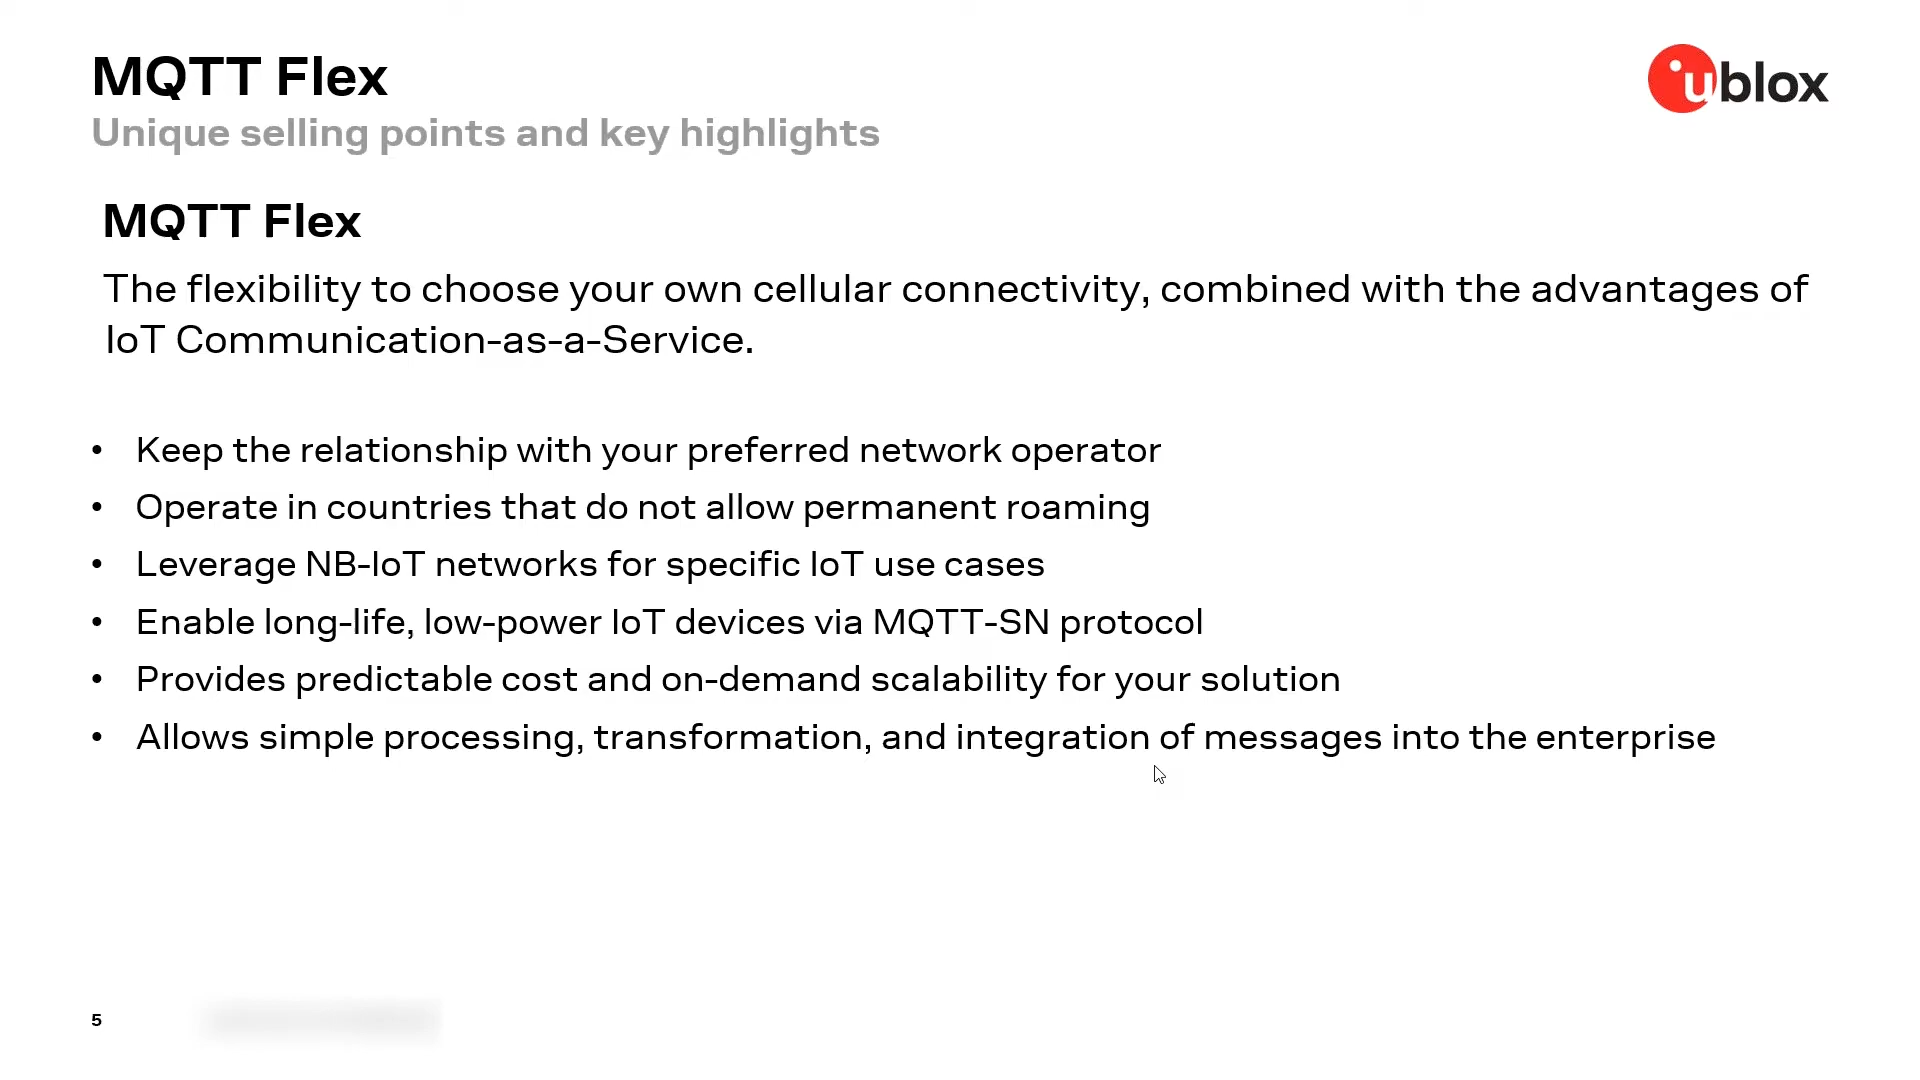 MQTT Flex
Unique selling points and key highlights
ublox
MQTT Flex
The flexibility to choose your own cellular connectivity, combined with the advantages of
IoT Communication-as-a-Service.
• Keep the relationship with your preferred network operator
• Operate in countries that do not allow permanent roaming
• Leverage NB-IoT networks for specific IoT use cases
• Enable long-life, low-power IoT devices via MQTT-SN protocol
• Provides predictable cost and on-demand scalability for your solution
• Allows simple processing, transformation, and integration of messages into the enterprise
5